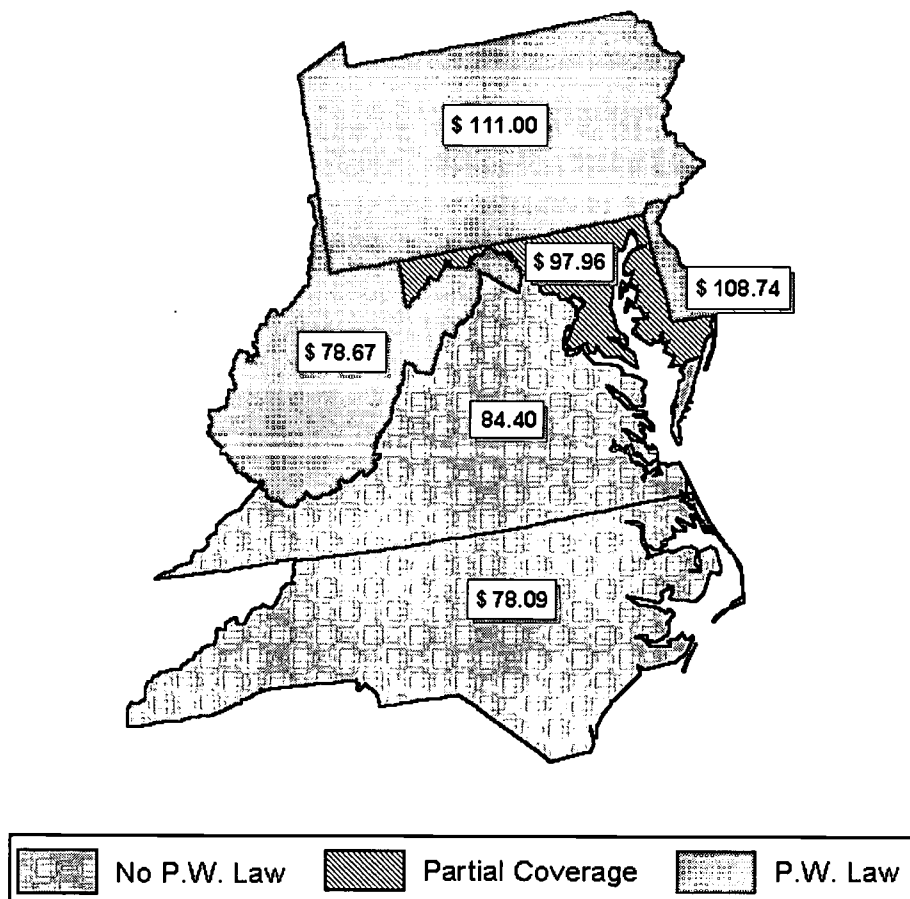 $ 111.00
$ 97.96
$ 108.74
$ 78.67
84.40
$ 78.09
No P.W. Law
Partial Coverage
P.W. Law